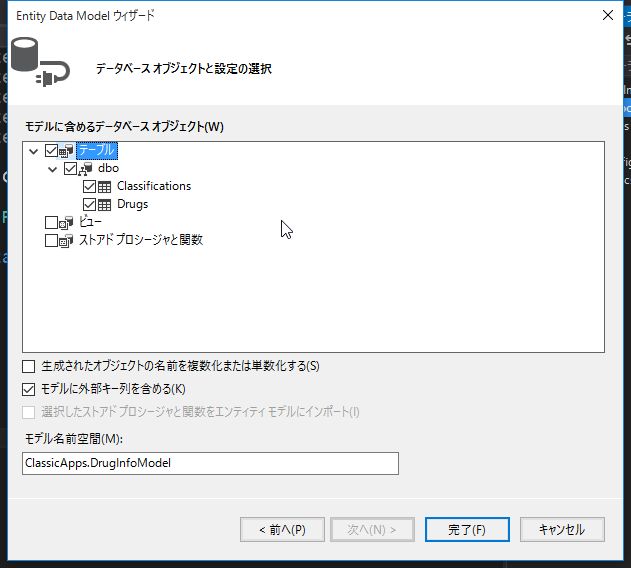 Entity Data Model ウィザード
データベース オブジェクトと設定の選択
モデルに含めるデータベース オブジェクト(W)
テーブル
dbo
Classifications
Drugs
ビュー
ストアド プロシージャと関数
生成されたオブジェクトの名前を複数化または単数化する(S)
モデルに外部キー列を含める(K)
選択したストアド プロシージャと関数をエンティティ モデルにインポート(I)
モデル名前空間(M):
ClassicApps.DrugInfoModel
< 前へ(P) 次へ(N) > 完了(F) キャンセル